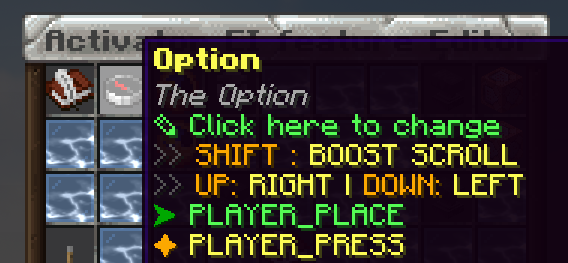 Option
The Option
✎ Click here to change
>> SHIFT : BOOST SCROLL
>> UP: RIGHT | DOWN: LEFT
➤ PLAYER_PLACE
✦ PLAYER_PRESS